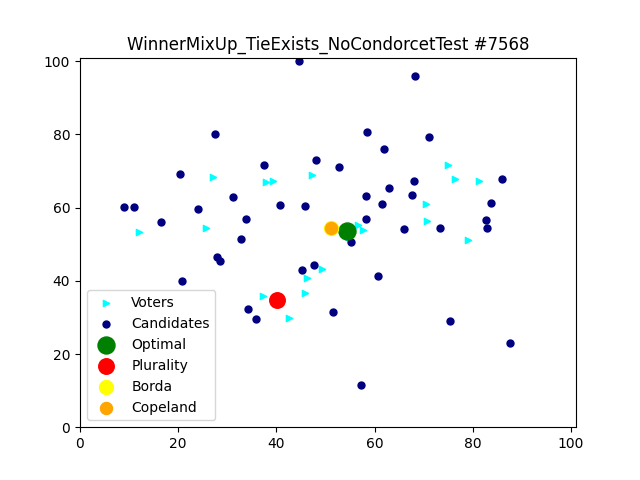 WinnerMixUp_TieExists_NoCondorcetTest #7568
100
80
60
40
20
0
Voters
Candidates
Optimal
Plurality
Borda
Copeland
0 20 40 60 80 100